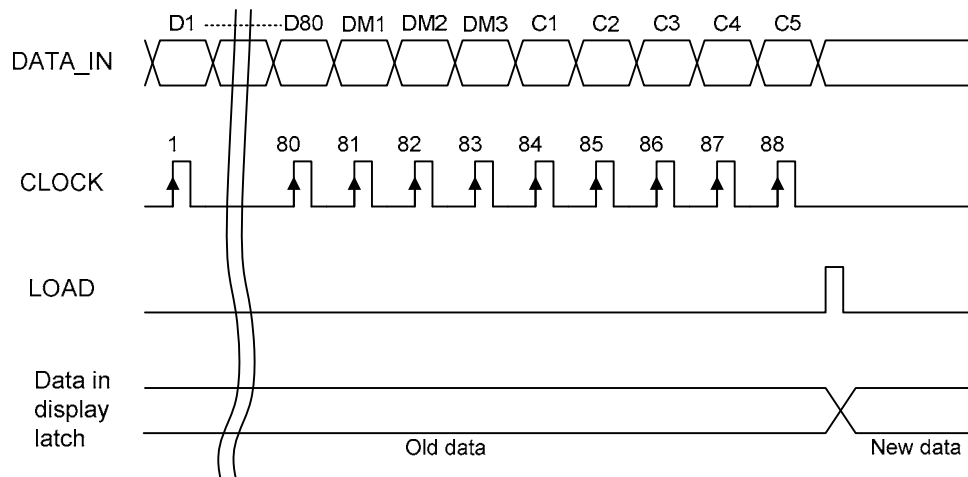 D1 D80 DM1 DM2 DM3 C1 C2 C3 C4 C5
DATA_IN
1 80 81 82 83 84 85 86 87 88
CLOCK
LOAD
Data in
display
latch
Old data
New data